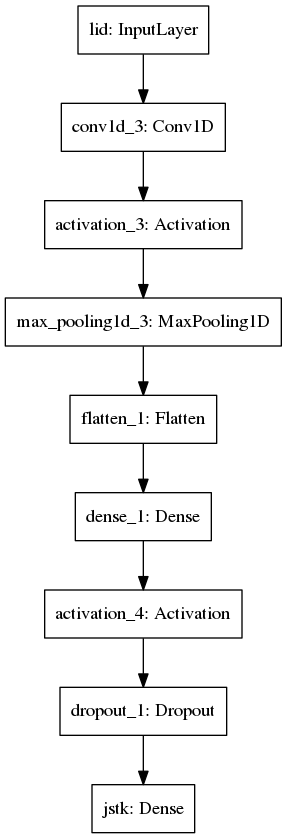 lid: InputLayer
conv1d_3: Conv1D
activation_3: Activation
max_pooling1d_3: MaxPooling1D
flatten_1: Flatten
dense_1: Dense
activation_4: Activation
dropout_1: Dropout
jstk: Dense